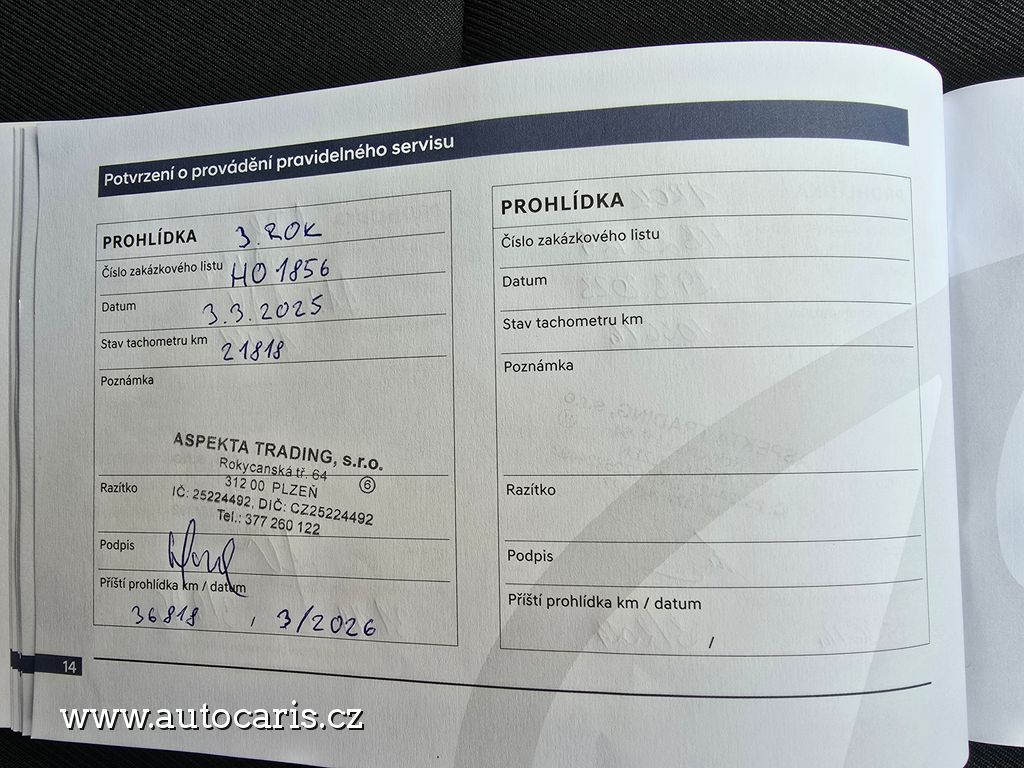 Potvrzení o provádění pravidelného servisu
PROHLÍDKA 3. ROK
Číslo zakázkového listu HO 1856
Datum 3.3.2025
Stav tachometru km 21818
Poznámka
ASPEKTA TRADING, s.r.o.
Rokycanská tř. 64
312 00 PLZEŇ 6
IČ: 25224492, DIČ: CZ25224492
Tel.: 377 260 122
Razítko
Podpis
Příští prohlídka km / datum
36818 / 3/2026
PROHLÍDKA
Číslo zakázkového listu
Datum
Stav tachometru km
Poznámka
Razítko
Podpis
Příští prohlídka km / datum
/
14
www.autocaris.cz